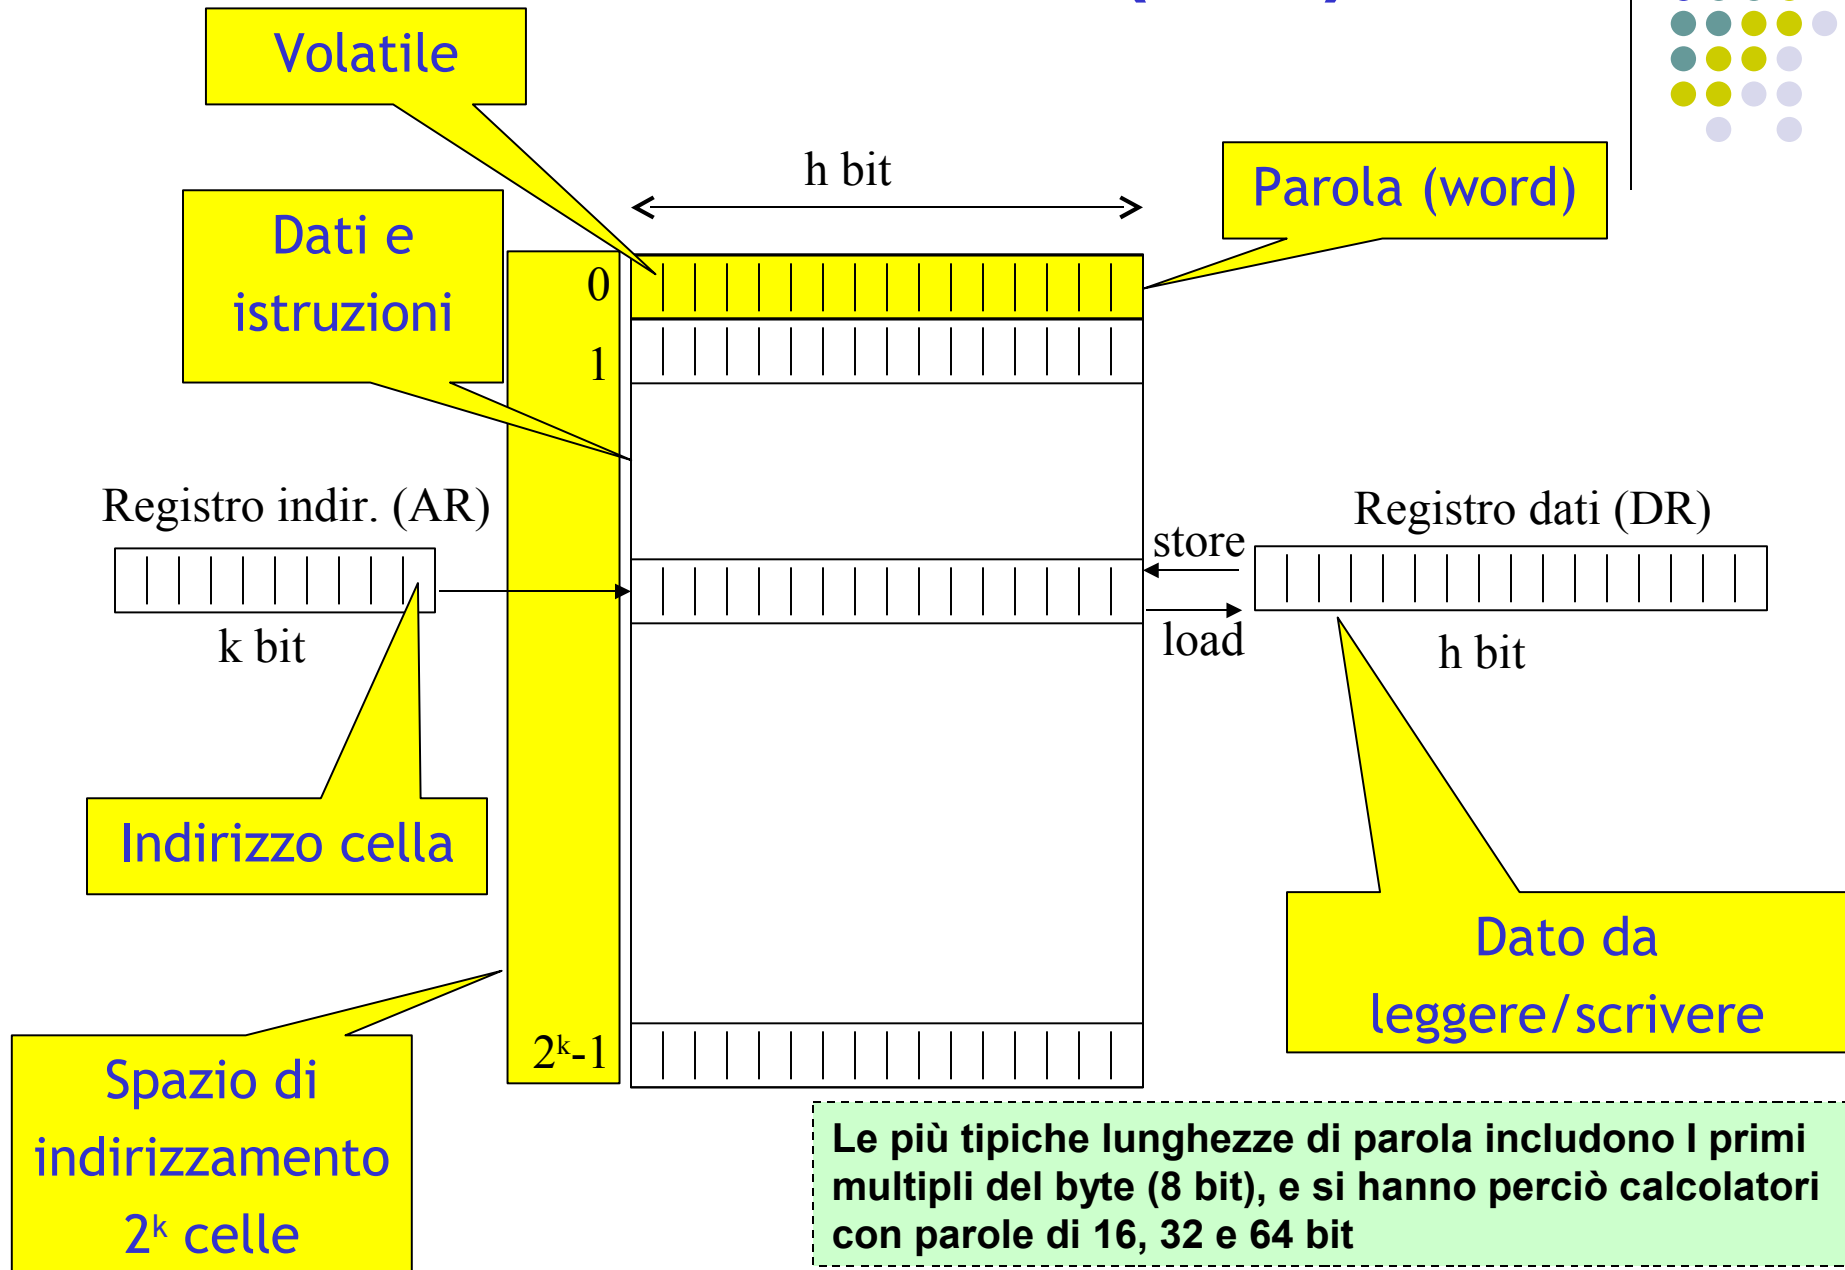 Volatile
h bit
Parola (word)
Dati e
istruzioni
0
1
Registro indir. (AR)
k bit
Registro dati (DR)
store
load
h bit
Indirizzo cella
Dato da
leggere/scrivere
2ᵏ-1
Spazio di
indirizzamento
2ᵏ celle
Le più tipiche lunghezze di parola includono I primi
multipli del byte (8 bit), e si hanno perciò calcolatori
con parole di 16, 32 e 64 bit